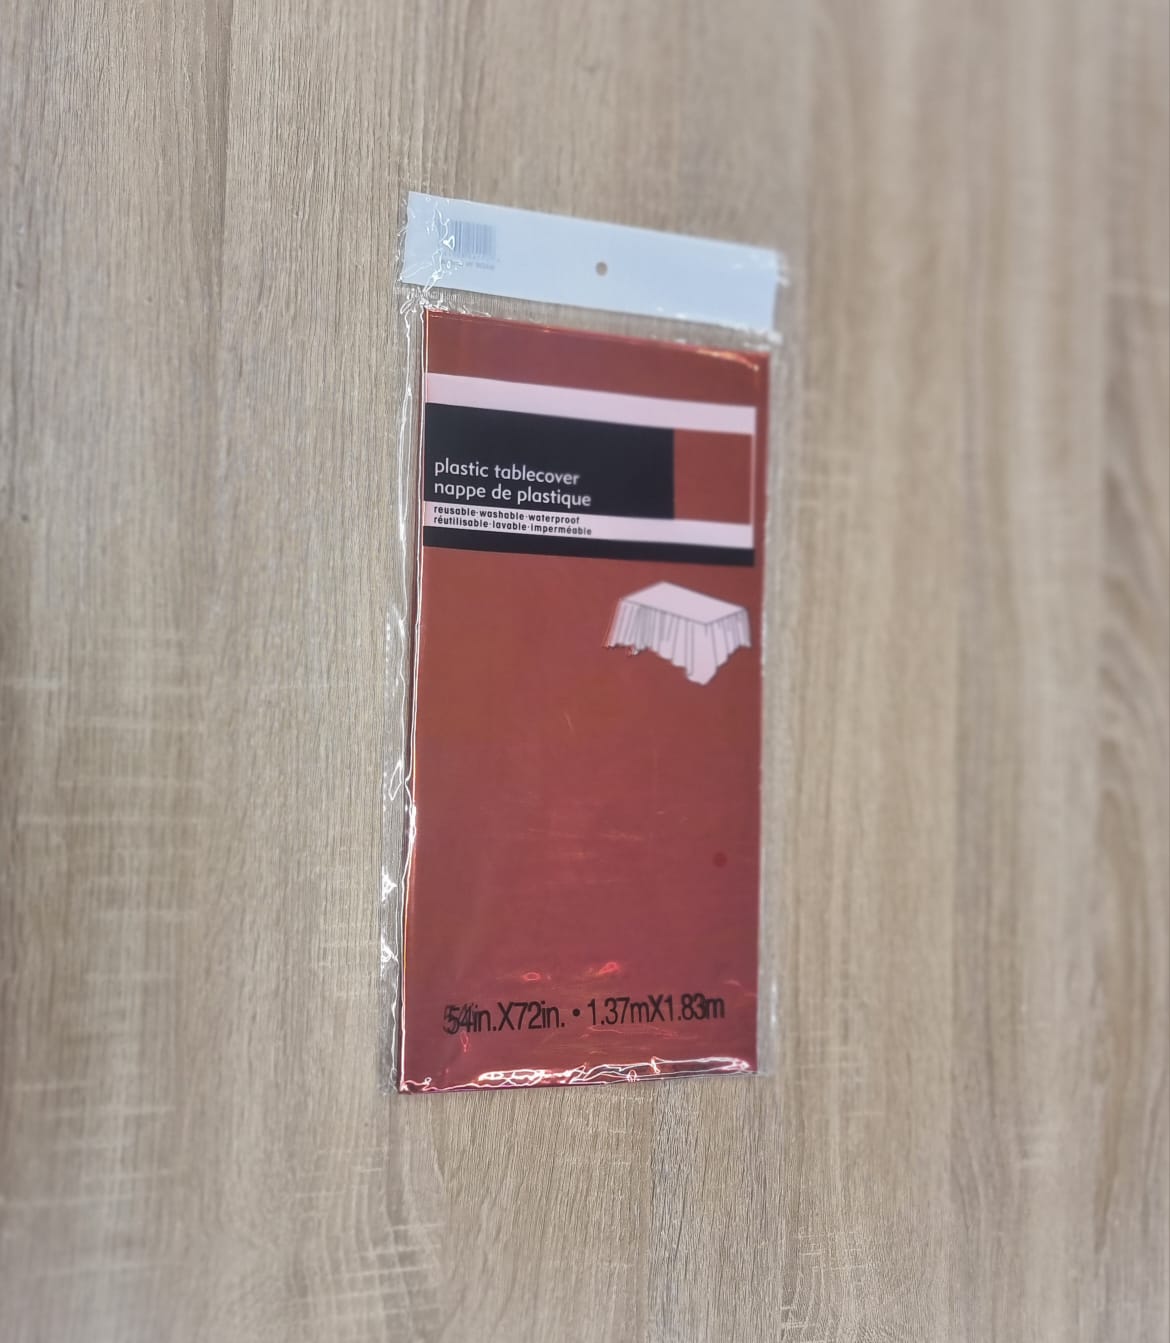 plastic tablecover
nappe de plastique
reusable·washable·waterproof
réutilisable·lavable·imperméable
54in.X72in. • 1.37mX1.83m